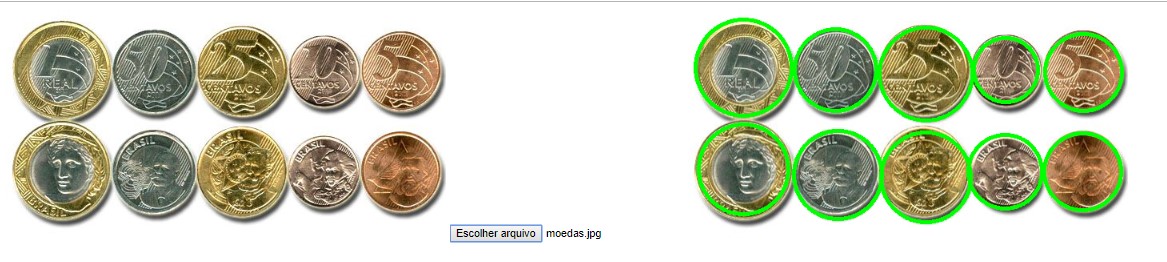 1 50 25 10 5
REAL CENTAVOS CENTAVOS CENTAVOS CENTAVOS
BRASIL BRASIL BRASIL BRASIL BRASIL
1 50 25 10 5
REAL CENTAVOS CENTAVOS CENTAVOS CENTAVOS
BRASIL BRASIL BRASIL BRASIL BRASIL
Escolher arquivo moedas.jpg